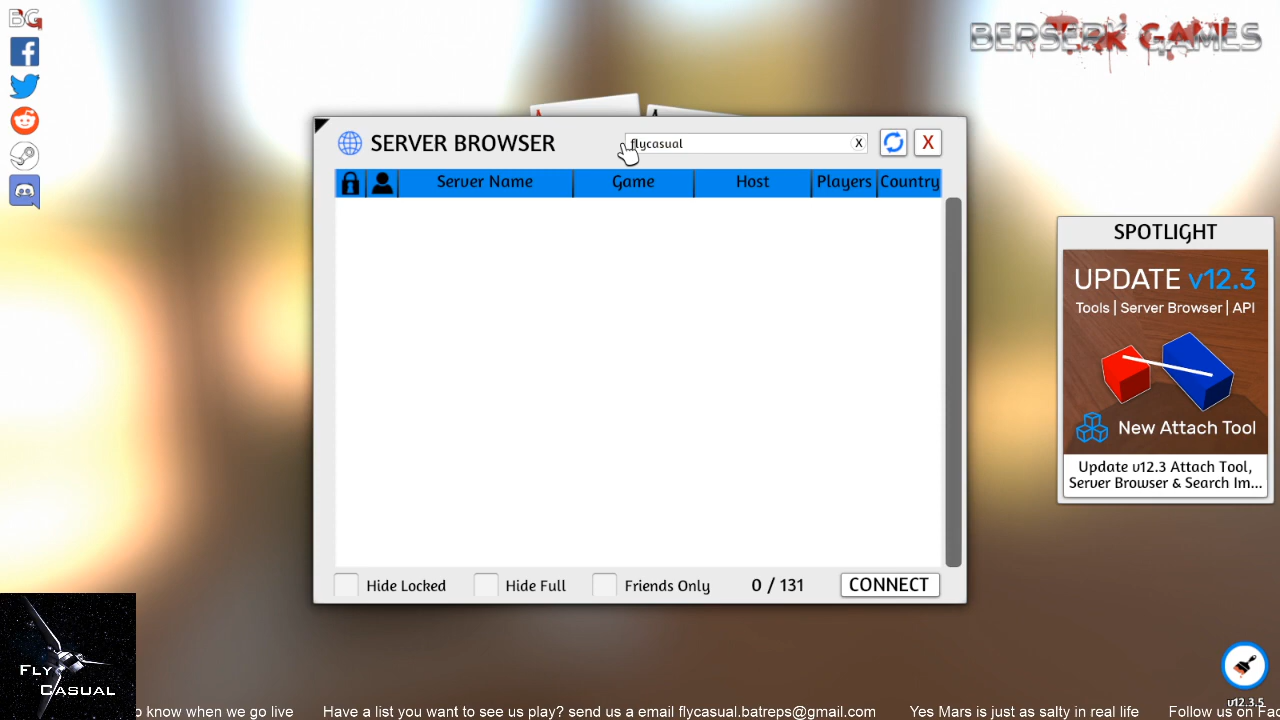 BG
BERSERK GAMES
SERVER BROWSER
flycasual
X
X
Server Name
Game
Host
Players
Country
SPOTLIGHT
UPDATE v12.3
Tools | Server Browser | API
New Attach Tool
Update v12.3 Attach Tool,
Server Browser & Search Im...
Hide Locked
Hide Full
Friends Only
0 / 131
CONNECT
FLY
CASUAL
v12.3.5
o know when we go live Have a list you want to see us play? send us a email flycasual.batreps@gmail.com Yes Mars is just as salty in real life Follow us on Fa